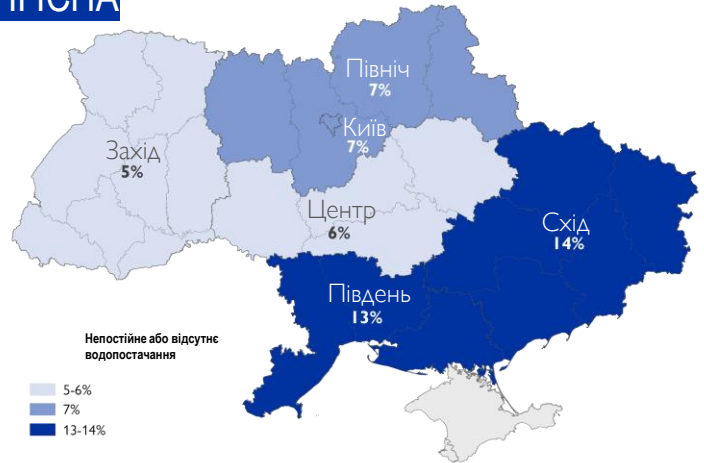 Північ
7%
Київ
7%
Захід
5%
Центр
6%
Схід
14%
Південь
13%
Непостійне або відсутнє
водопостачання
5-6%
7%
13-14%